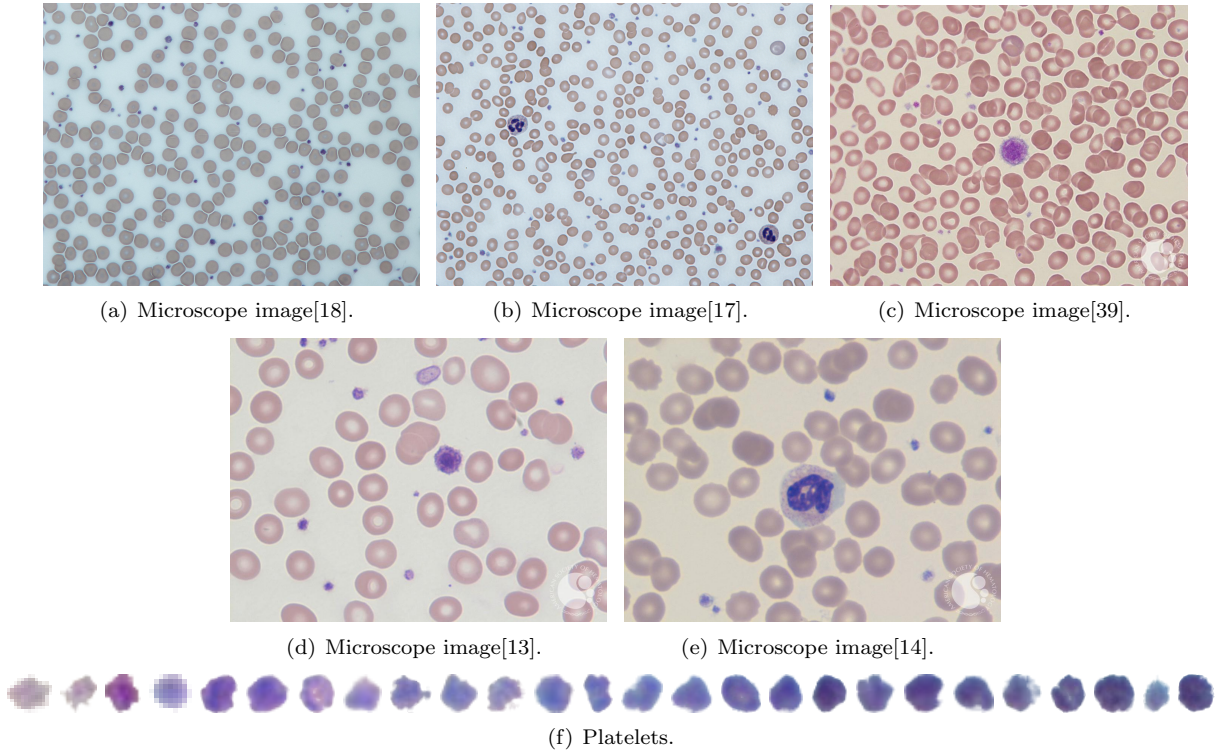 (a) Microscope image[18].
(b) Microscope image[17].
(c) Microscope image[39].
(d) Microscope image[13].
(e) Microscope image[14].
(f) Platelets.